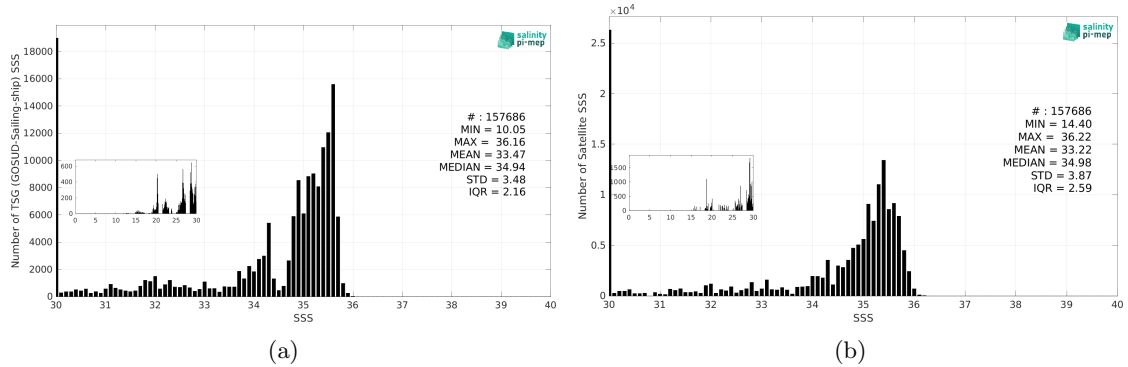 salinity
pi-mep
Number of TSG (GOSUD-Sailing-ship) SSS
18000
16000
14000
12000
10000
8000
6000
4000
2000
0
# : 157686
MIN = 10.05
MAX = 36.16
MEAN = 33.47
MEDIAN = 34.94
STD = 3.48
IQR = 2.16
600
400
200
0
0 5 10 15 20 25 30
30 31 32 33 34 35 36 37 38 39 40
SSS
(a)
×10⁴
salinity
pi-mep
Number of Satellite SSS
2.5
2
1.5
1
0.5
0
# : 157686
MIN = 14.40
MAX = 36.22
MEAN = 33.22
MEDIAN = 34.98
STD = 3.87
IQR = 2.59
1500
1000
500
0
0 5 10 15 20 25 30
30 31 32 33 34 35 36 37 38 39 40
SSS
(b)